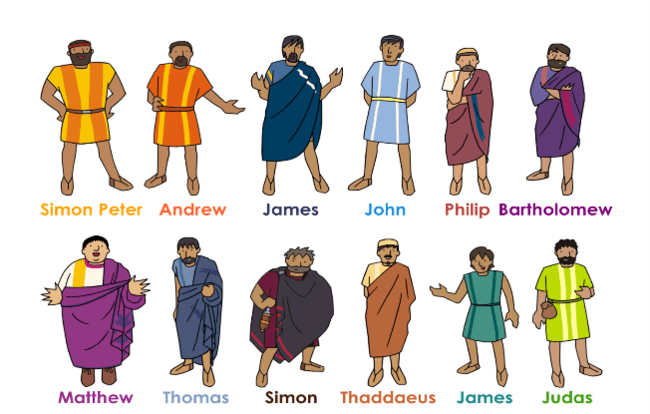 Simon Peter Andrew James John Philip Bartholomew
Matthew Thomas Simon Thaddaeus James Judas